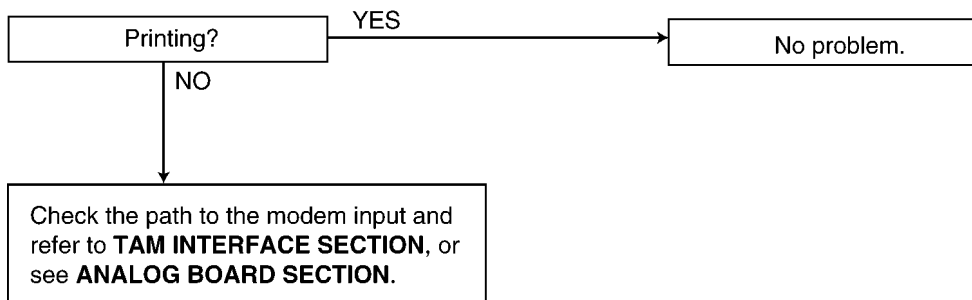 Printing?
YES
No problem.
NO
Check the path to the modem input and
refer to TAM INTERFACE SECTION, or
see ANALOG BOARD SECTION.